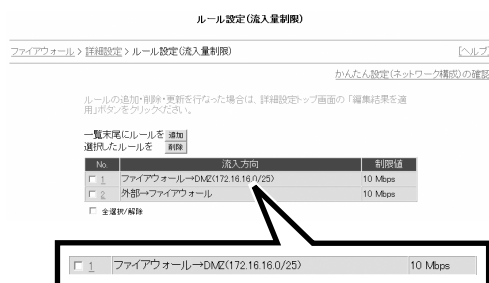 ルール設定(流入量制限)
ファイアウォール > 詳細設定 > ルール設定(流入量制限)
[ヘルプ]
かんたん設定(ネットワーク構成)の確認
ルールの追加・削除・更新を行なった場合は、詳細設定トップ画面の「編集結果を適
用」ボタンをクリックください。
一覧末尾にルールを 追加
選択したルールを 削除
No. 流入方向 制限値
1 ファイアウォール→DMZ(172.16.16.0/25) 10 Mbps
2 外部→ファイアウォール 10 Mbps
全選択/解除
1 ファイアウォール→DMZ(172.16.16.0/25) 10 Mbps